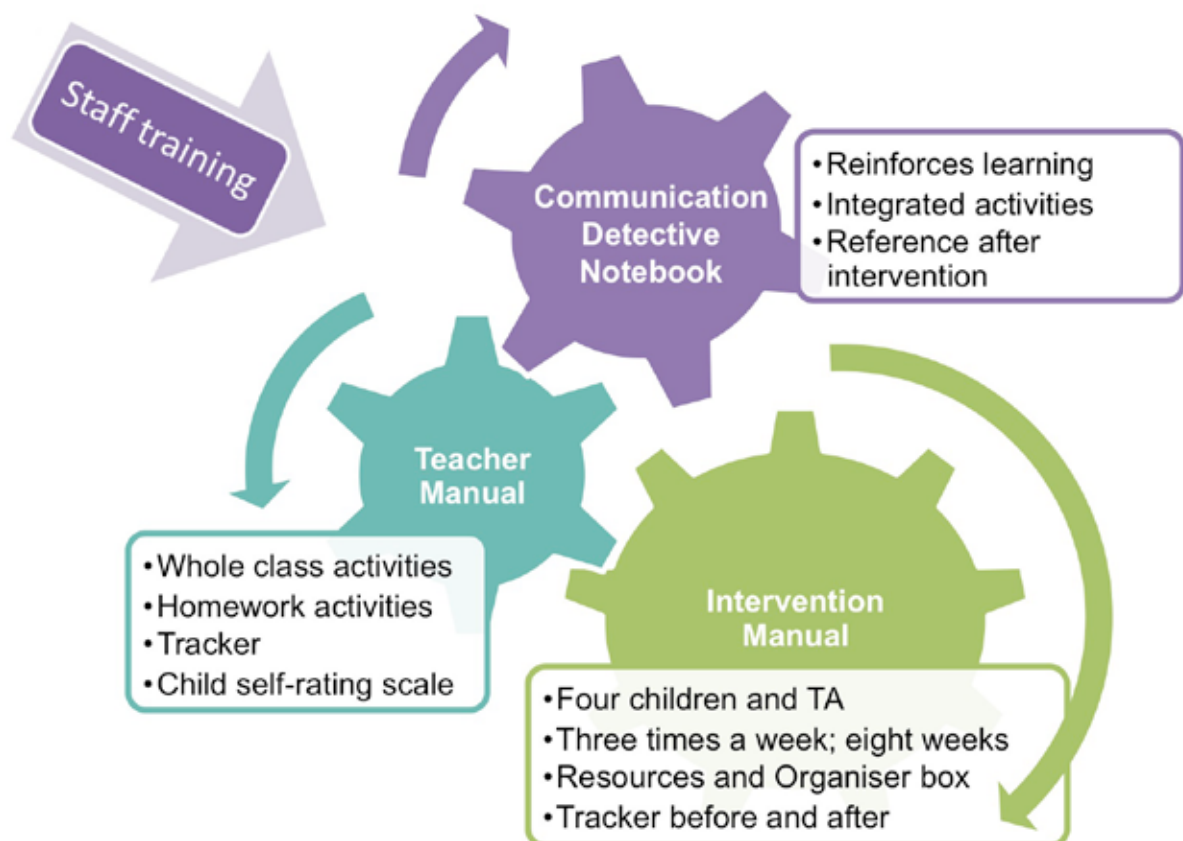 Staff training
Communication
Detective
Notebook
•Reinforces learning
•Integrated activities
•Reference after
intervention
Teacher
Manual
•Whole class activities
•Homework activities
•Tracker
•Child self-rating scale
Intervention
Manual
•Four children and TA
•Three times a week; eight weeks
•Resources and Organiser box
•Tracker before and after